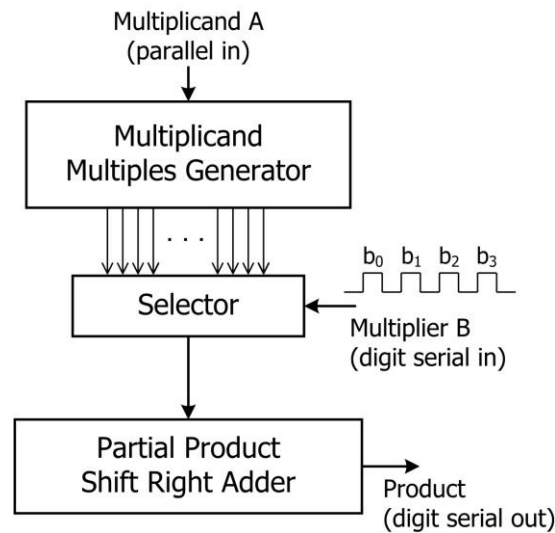 Multiplicand A
(parallel in)
Multiplicand
Multiples Generator
. . .
b₀ b₁ b₂ b₃
Selector
Multiplier B
(digit serial in)
Partial Product
Shift Right Adder
Product
(digit serial out)